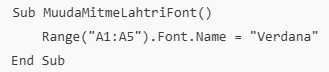 Sub MuudaMitmeLahtriFont()
    Range("A1:A5").Font.Name = "Verdana"
End Sub